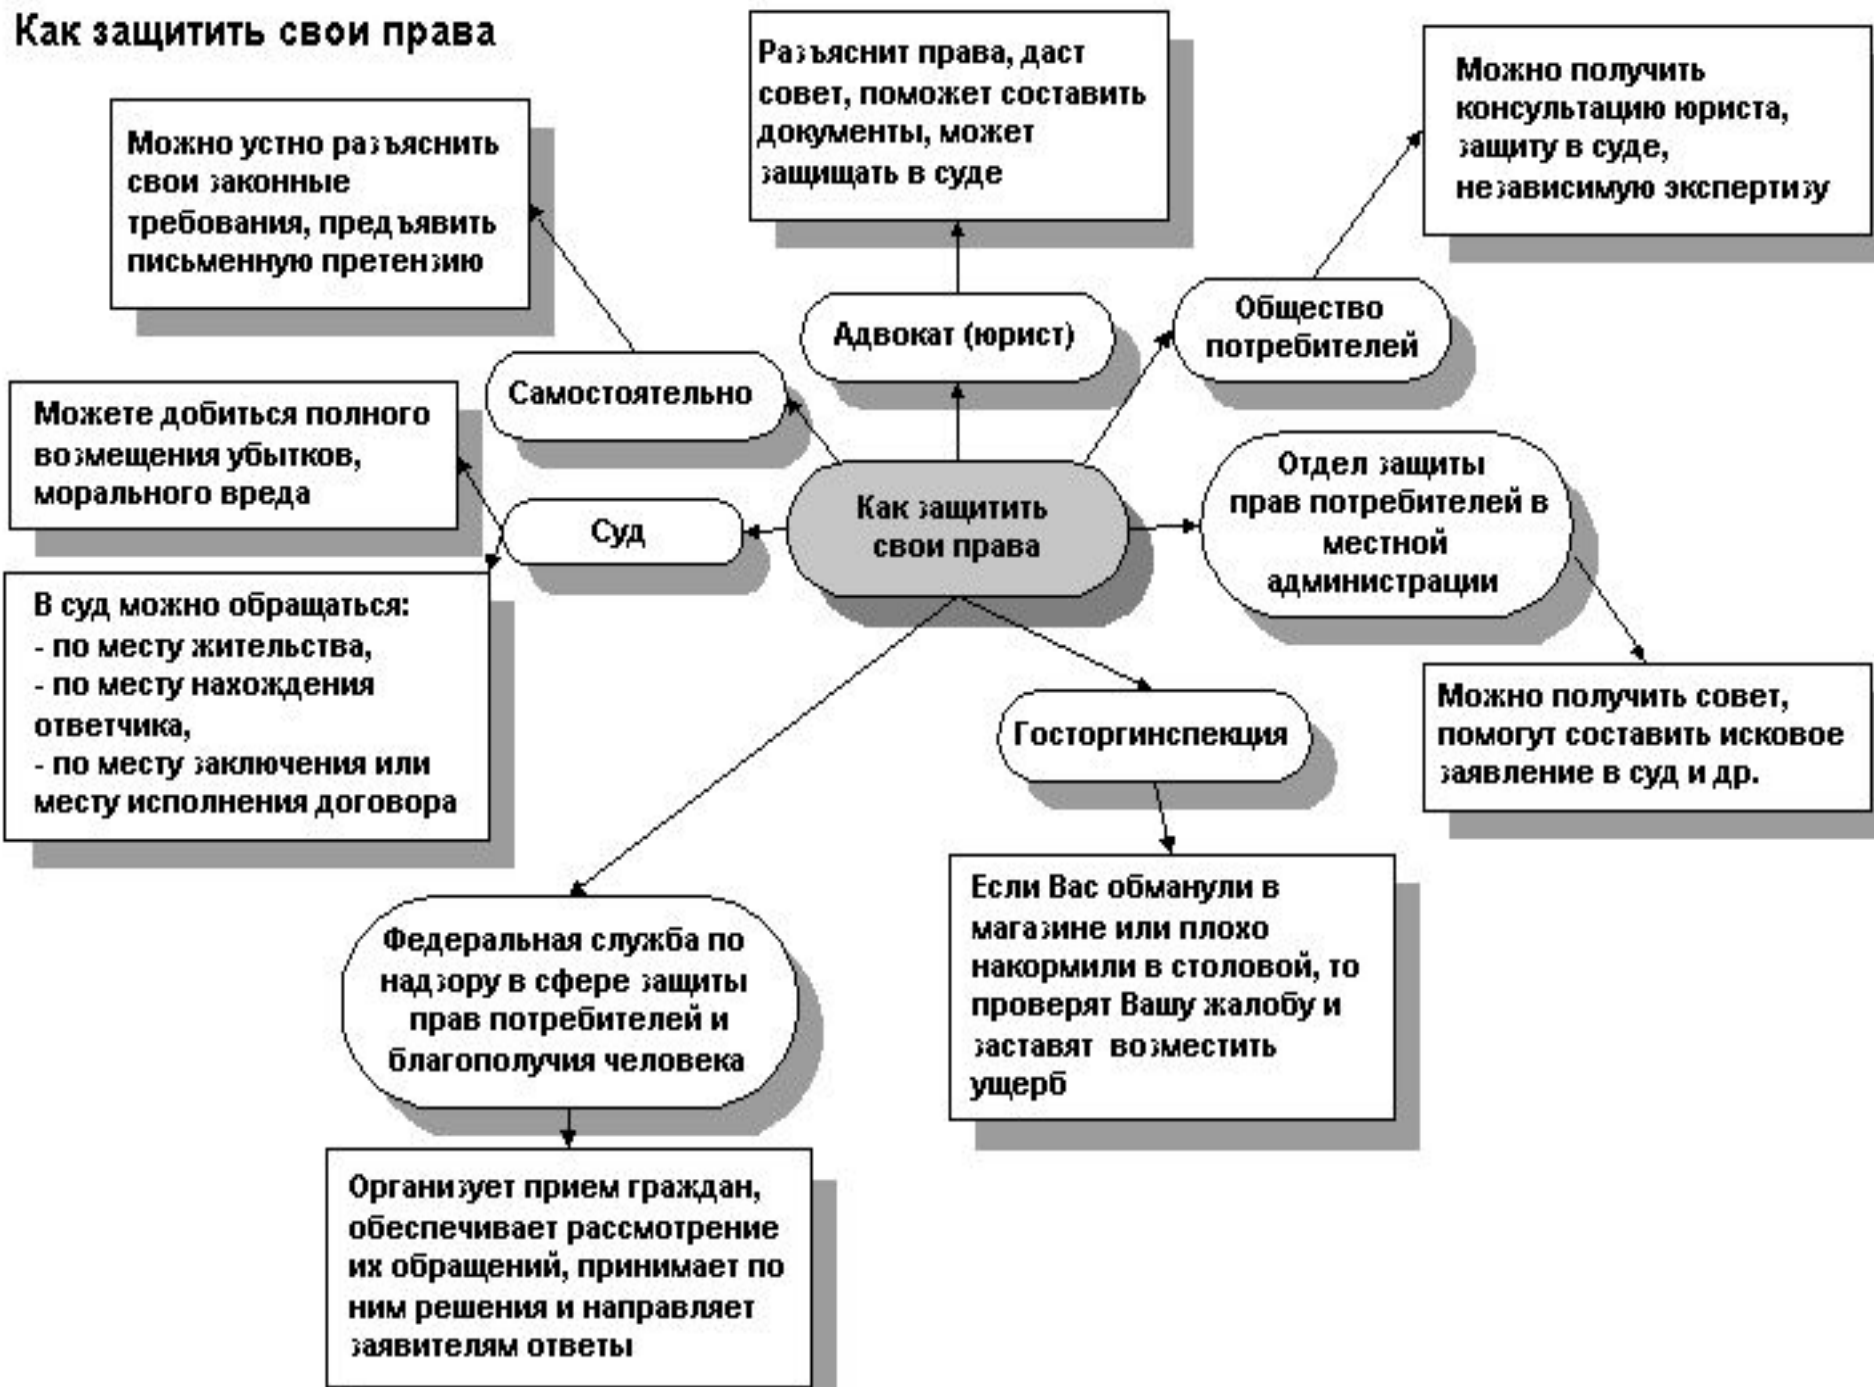 Как защитить свои права
Разъяснит права, даст
совет, поможет составить
документы, может
защищать в суде
Можно получить
консультацию юриста,
защиту в суде,
независимую экспертизу
Можно устно разъяснить
свои законные
требования, предъявить
письменную претензию
Адвокат (юрист)
Общество
потребителей
Самостоятельно
Можете добиться полного
возмещения убытков,
морального вреда
Суд
Как защитить
свои права
Отдел защиты
прав потребителей в
местной
администрации
В суд можно обращаться:
- по месту жительства,
- по месту нахождения
ответчика,
- по месту заключения или
месту исполнения договора
Госторгинспекция
Можно получить совет,
помогут составить исковое
заявление в суд и др.
Если Вас обманули в
магазине или плохо
накормили в столовой, то
проверят Вашу жалобу и
заставят возместить
ущерб
Федеральная служба по
надзору в сфере защиты
прав потребителей и
благополучия человека
Организует прием граждан,
обеспечивает рассмотрение
их обращений, принимает по
ним решения и направляет
заявителям ответы